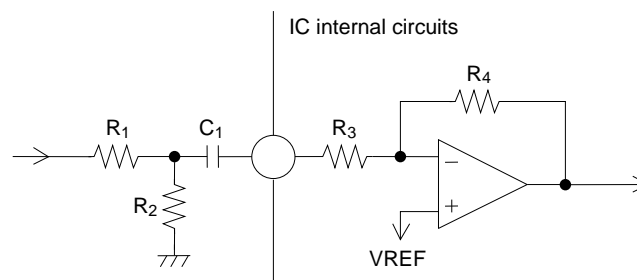 IC internal circuits
R4
R1
C1
R3
R2
−
+
VREF